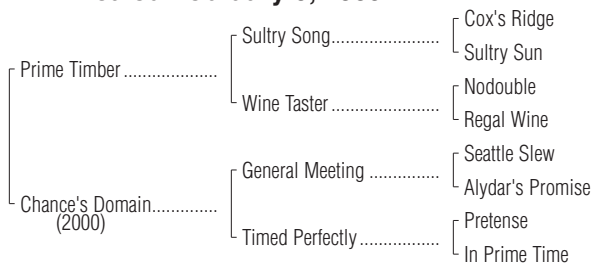 Cox's Ridge
Sultry Song
Sultry Sun
Prime Timber
Nodouble
Wine Taster
Regal Wine
Seattle Slew
General Meeting
Alydar's Promise
Chance's Domain
(2000)
Pretense
Timed Perfectly
In Prime Time